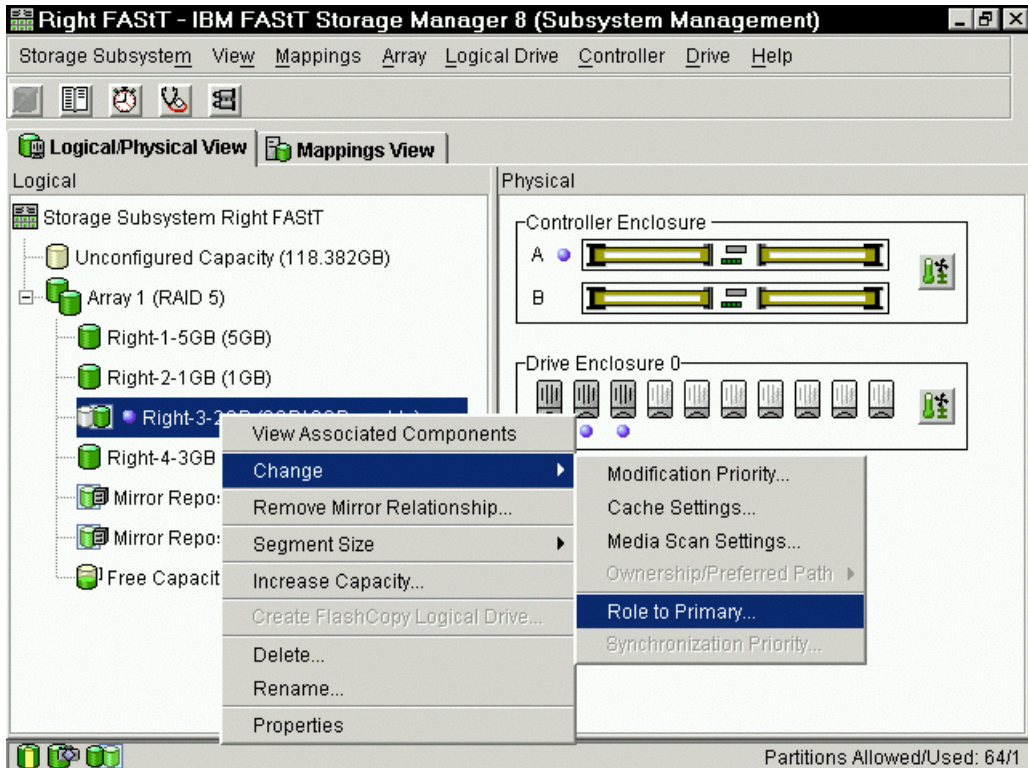 Right FAStT - IBM FAStT Storage Manager 8 (Subsystem Management)
Storage Subsystem View Mappings Array Logical Drive Controller Drive Help
Logical/Physical View Mappings View
Logical
Storage Subsystem Right FAStT
Unconfigured Capacity (118.382GB)
Array 1 (RAID 5)
Right-1-5GB (5GB)
Right-2-1GB (1GB)
Right-3-2GB
Right-4-3GB
Mirror Repo
Mirror Repo
Free Capacit
View Associated Components
Change
Remove Mirror Relationship...
Segment Size
Increase Capacity...
Create FlashCopy Logical Drive...
Delete...
Rename...
Properties
Modification Priority...
Cache Settings...
Media Scan Settings...
Ownership/Preferred Path
Role to Primary...
Synchronization Priority...
Physical
Controller Enclosure
A
B
Drive Enclosure 0
Partitions Allowed/Used: 64/1